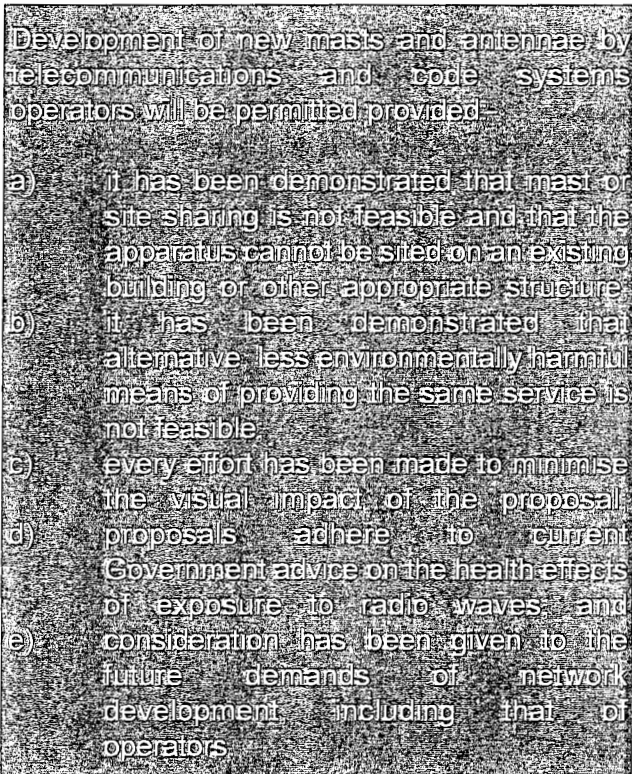 Development of new masts and antennae by
telecommunications and code systems
operators will be permitted provided
a) it has been demonstrated that mast or
site sharing is not feasible and that the
apparatus cannot be sited on an existing
building or other appropriate structure
b) it has been demonstrated that
alternative less environmentally harmful
means of providing the same service is
not feasible
c) every effort has been made to minimise
the visual impact of the proposal
d) proposals adhere to current
Government advice on the health effects
of exposure to radio waves and
e) consideration has been given to the
future demands of network
development including that of
operators